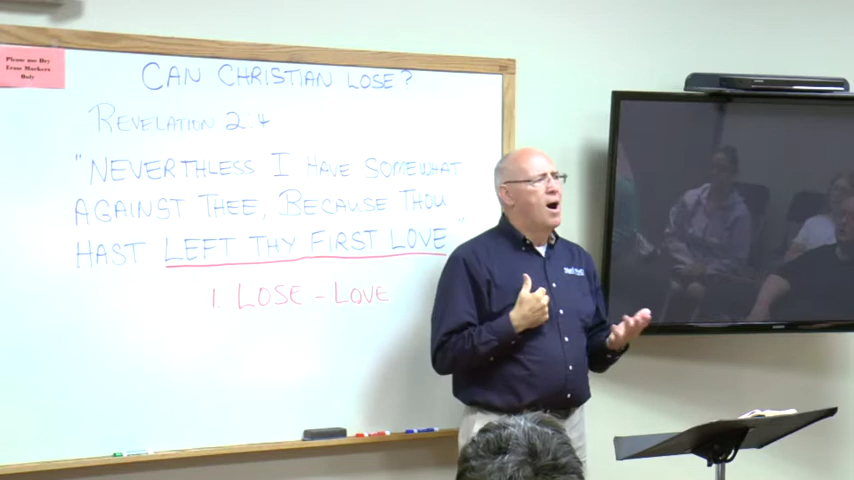 Please use Dry
Erase Markers
Only
CAN CHRISTIAN LOSE?
REVELATION 2.4
"NEVERTHLESS I HAVE SOMEWHAT
AGAINST THEE, BECAUSE THOU
HAST LEFT THY FIRST LOVE"
1. LOSE - LOVE